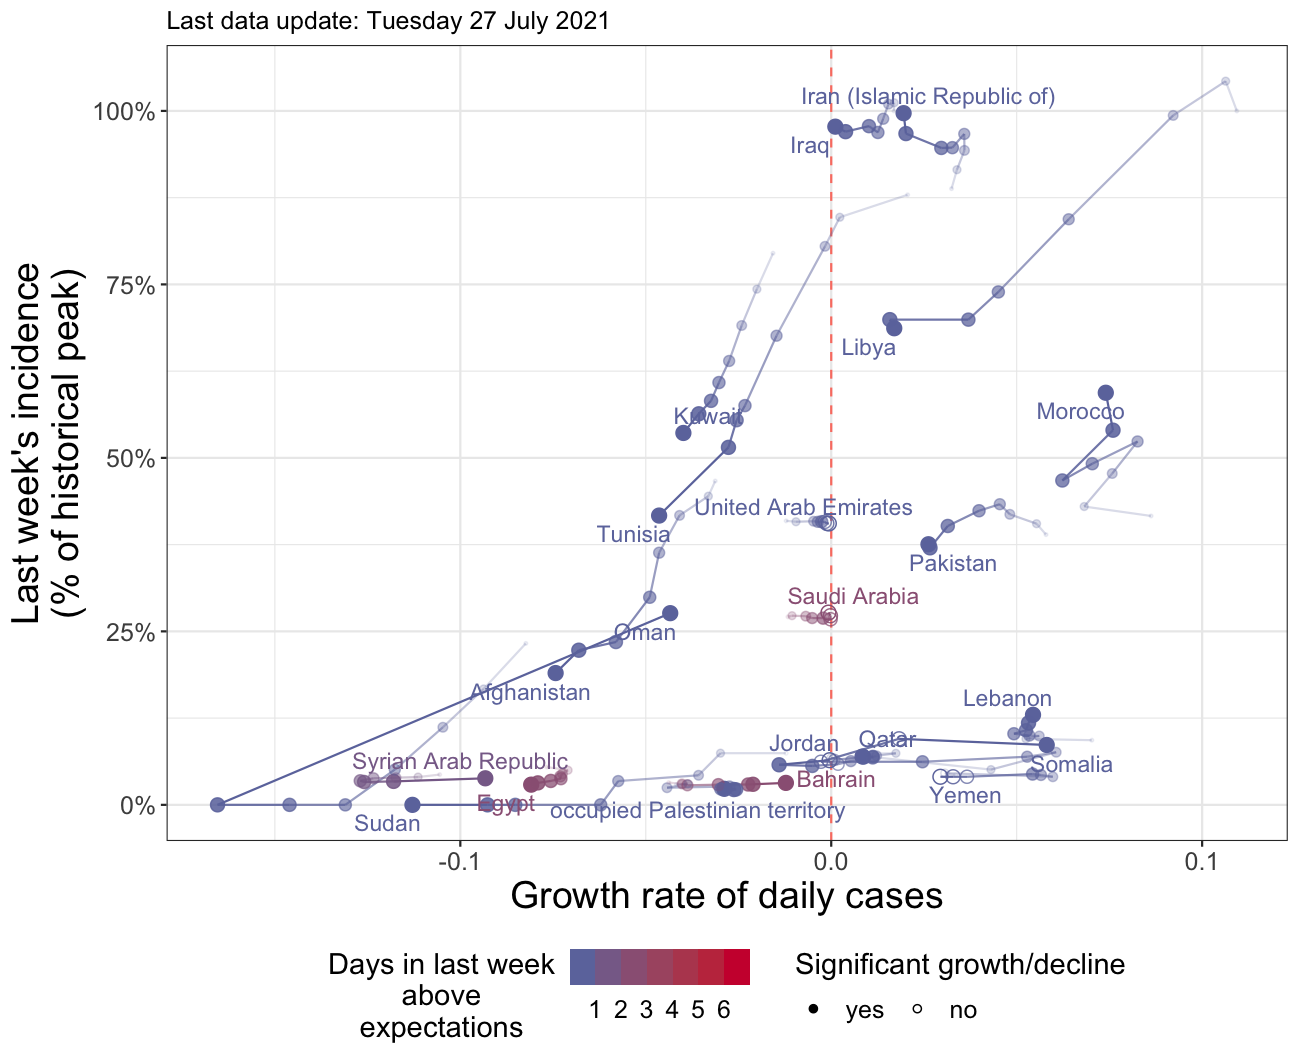 Last data update: Tuesday 27 July 2021
Last week's incidence
(% of historical peak)
100%
75%
50%
25%
0%
Iran (Islamic Republic of)
Iraq
Libya
Kuwait
Morocco
United Arab Emirates
Tunisia
Pakistan
Saudi Arabia
Oman
Afghanistan
Lebanon
Jordan
Qatar
Syrian Arab Republic
Somalia
Bahrain
Yemen
Egypt
occupied Palestinian territory
Sudan
-0.1
0.0
0.1
Growth rate of daily cases
Days in last week
above
expectations
1 2 3 4 5 6
Significant growth/decline
yes
no